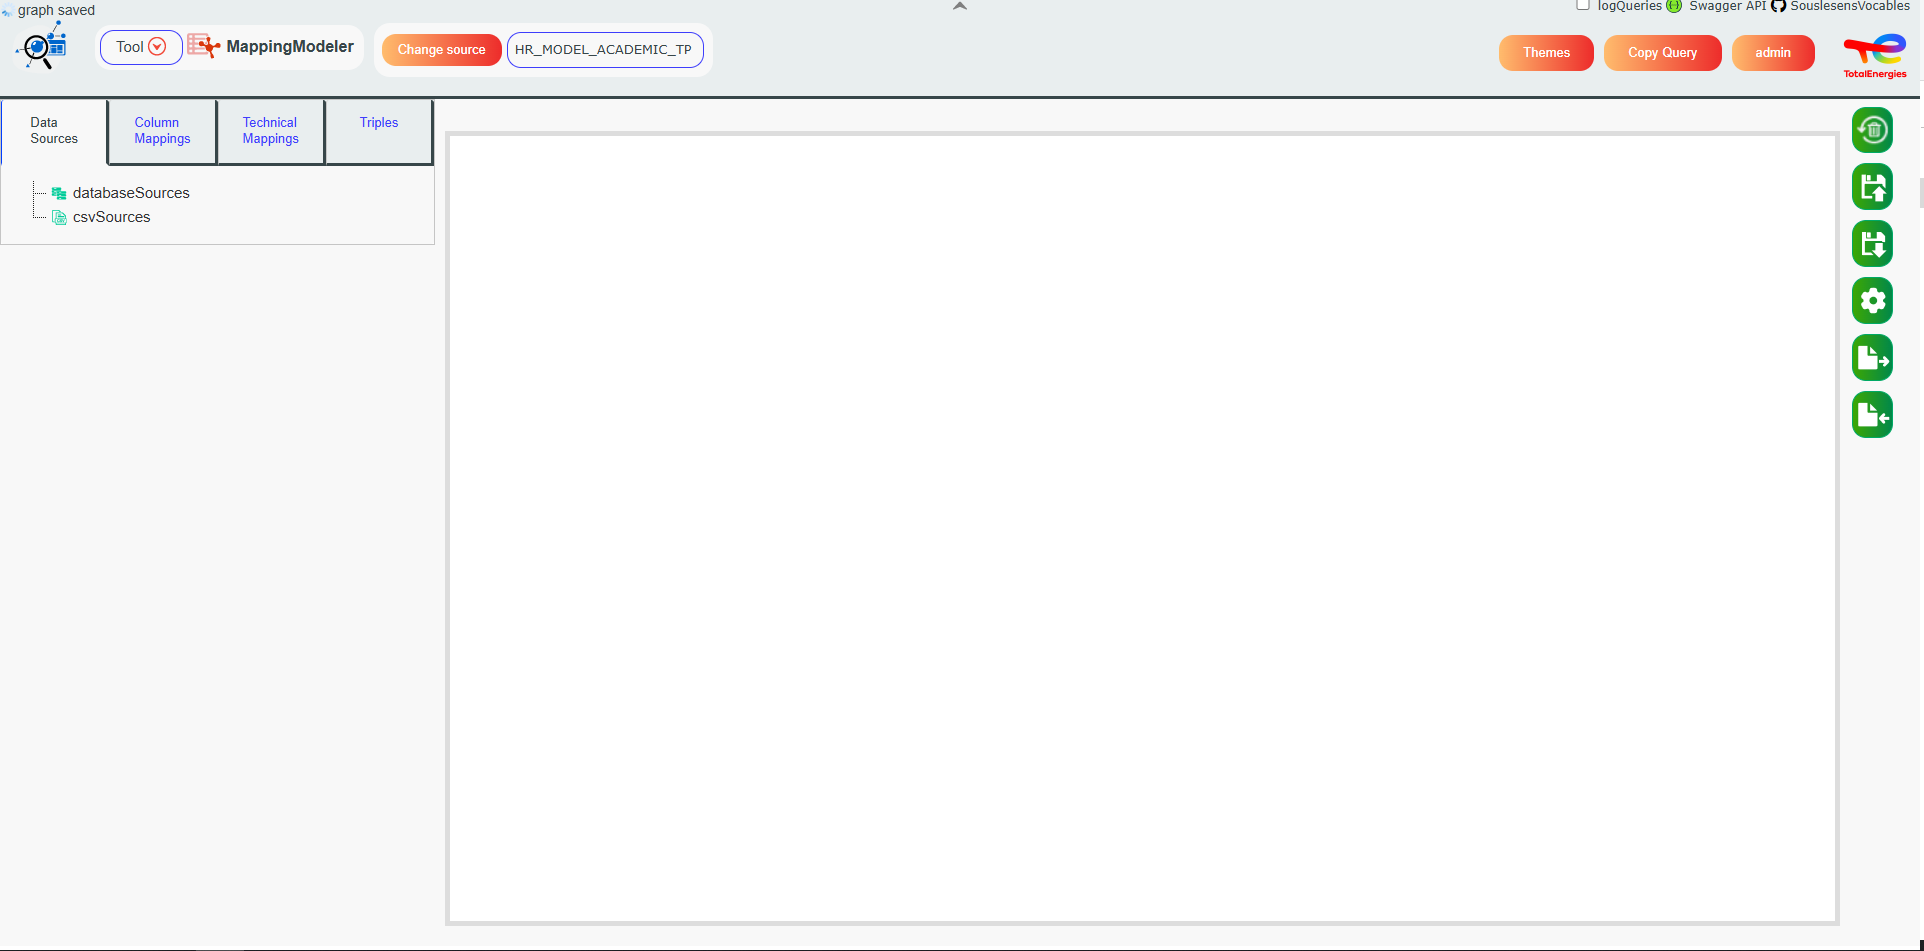 graph saved
logQueries Swagger API SouslesensVocables
Tool MappingModeler Change source HR_MODEL_ACADEMIC_TP Themes Copy Query admin
TotalEnergies
Data Sources
Column Mappings
Technical Mappings
Triples
databaseSources
csvSources